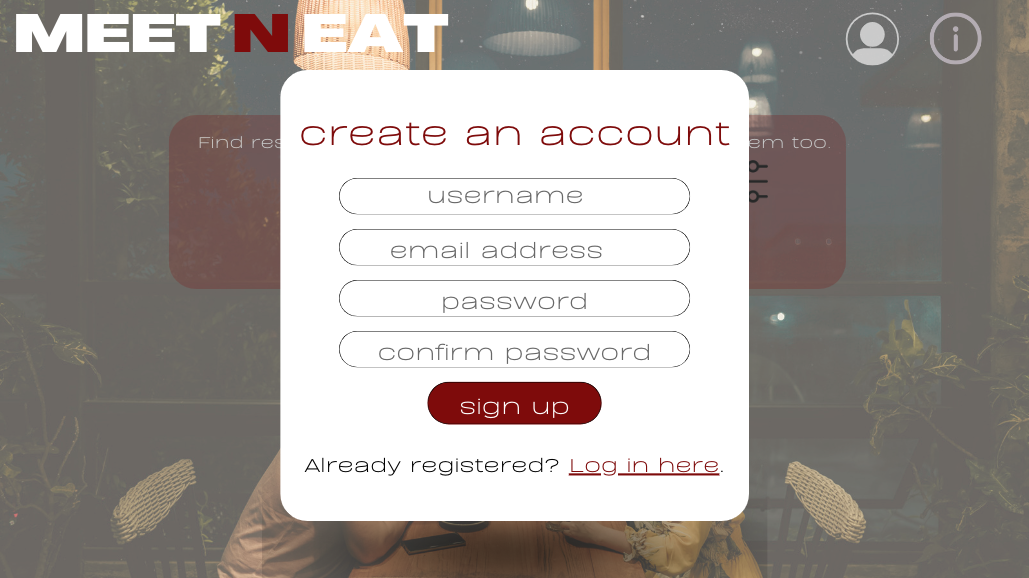 MEET N EAT
create an account
Find res
em too.
username
email address
password
confirm password
sign up
Already registered? Log in here.